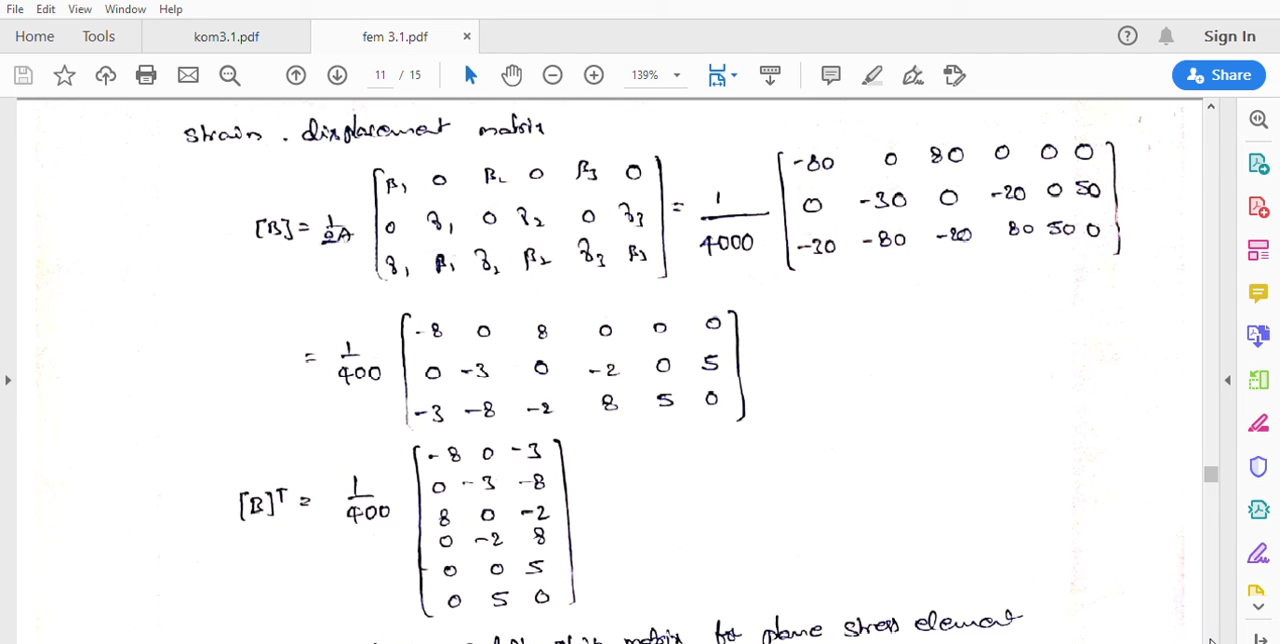 File Edit View Window Help
Home Tools kom3.1.pdf fem 3.1.pdf × Sign In
11 / 15 139% Share
Strain . displacement matrix
[B] = 1/2A [β₁ 0 β₂ 0 β₃ 0 = 1/4000 [-80 0 80 0 0 0
0 γ₁ 0 γ₂ 0 γ₃ 0 -30 0 -20 0 50
γ₁ β₁ γ₂ β₂ γ₃ β₃] -30 -80 -20 80 50 0]
= 1/400 [-8 0 8 0 0 0
0 -3 0 -2 0 5
-3 -8 -2 8 5 0]
[B]ᵀ = 1/400 [-8 0 -3
0 -3 -8
8 0 -2
0 -2 8
0 0 5
0 5 0]
matrix for plane stress element